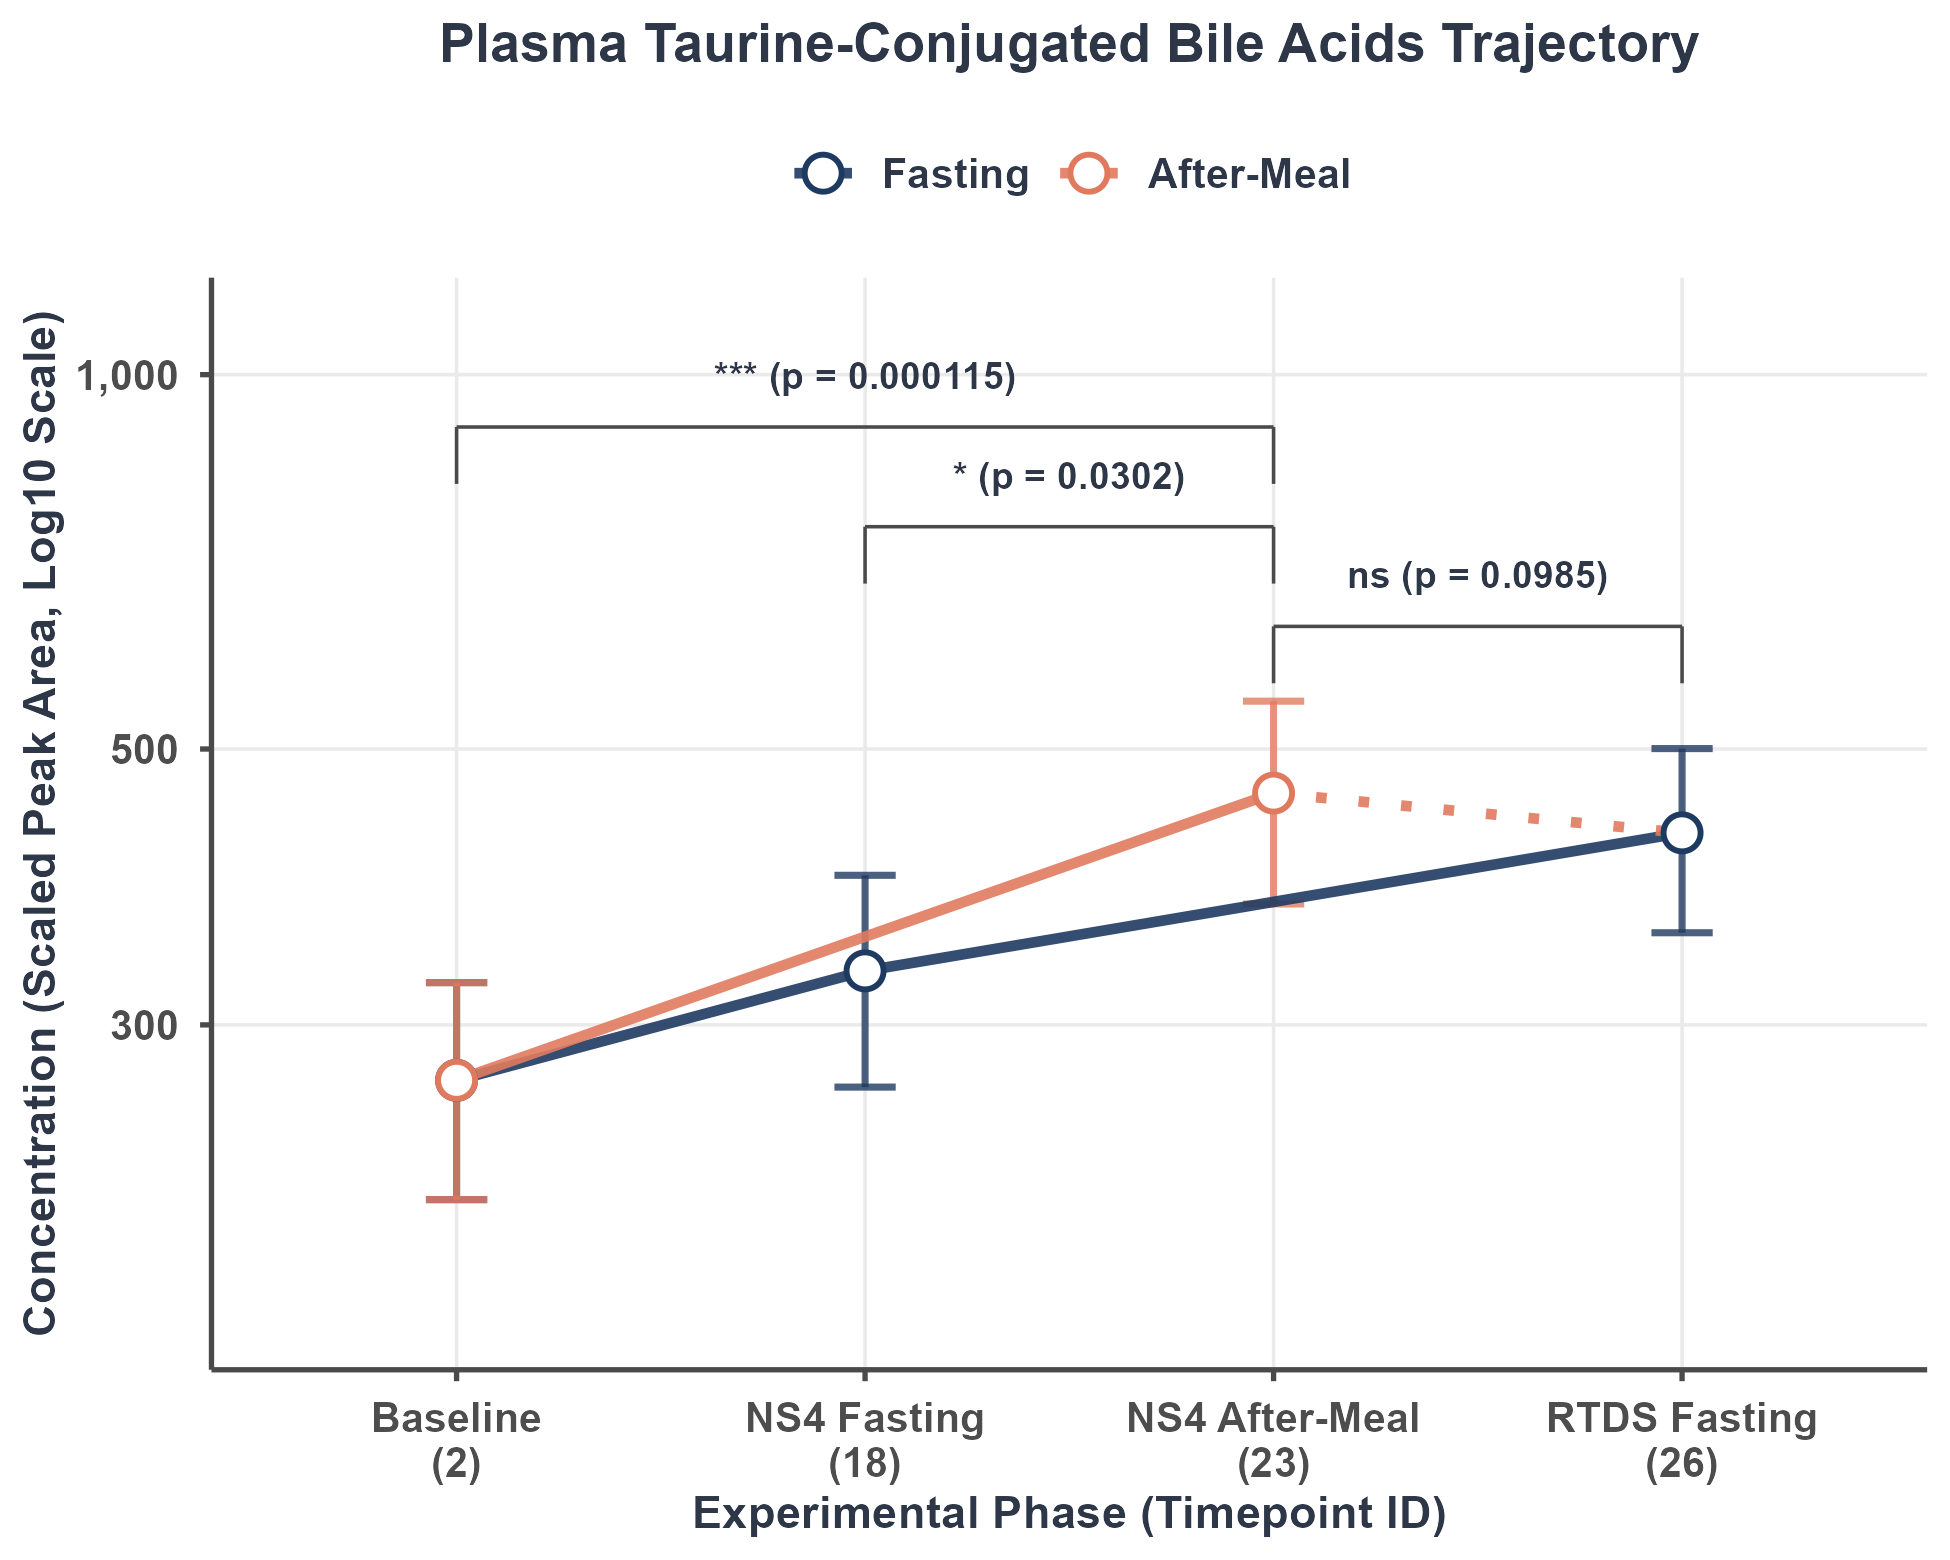 Plasma Taurine-Conjugated Bile Acids Trajectory
Fasting
After-Meal
Concentration (Scaled Peak Area, Log10 Scale)
1,000
500
300
*** (p = 0.000115)
* (p = 0.0302)
ns (p = 0.0985)
Baseline
(2)
NS4 Fasting
(18)
NS4 After-Meal
(23)
RTDS Fasting
(26)
Experimental Phase (Timepoint ID)